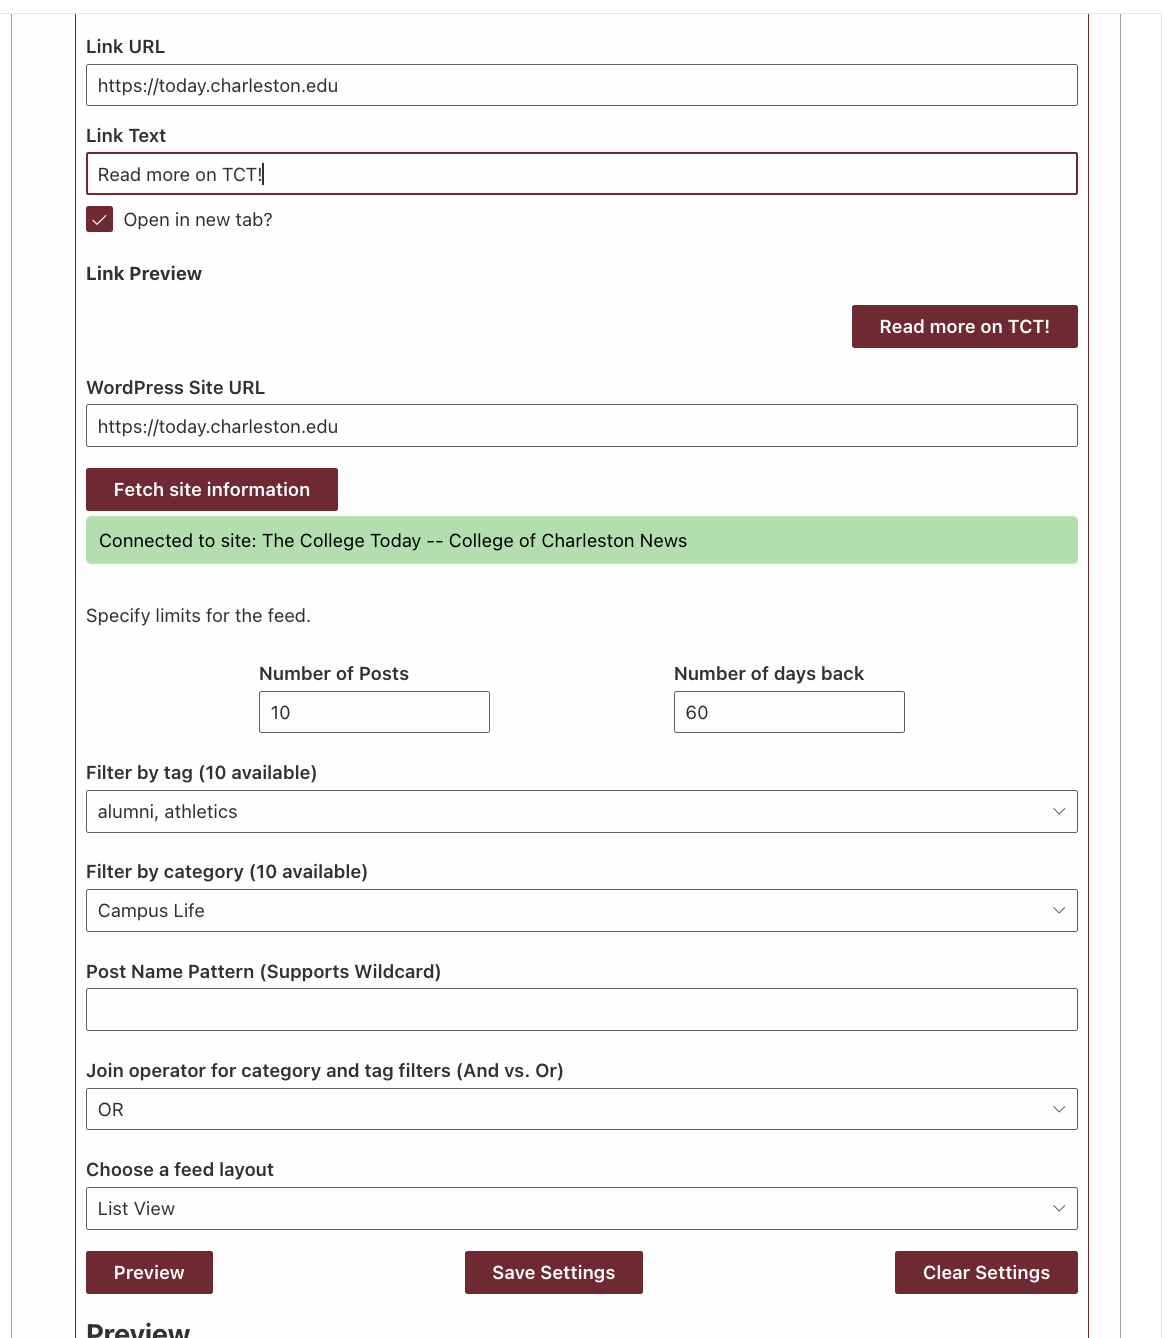 Link URL
https://today.charleston.edu
Link Text
Read more on TCT!
Open in new tab?
Link Preview
Read more on TCT!
WordPress Site URL
https://today.charleston.edu
Fetch site information
Connected to site: The College Today -- College of Charleston News
Specify limits for the feed.
Number of Posts
Number of days back
10
60
Filter by tag (10 available)
alumni, athletics
Filter by category (10 available)
Campus Life
Post Name Pattern (Supports Wildcard)
Join operator for category and tag filters (And vs. Or)
OR
Choose a feed layout
List View
Preview
Save Settings
Clear Settings
Preview